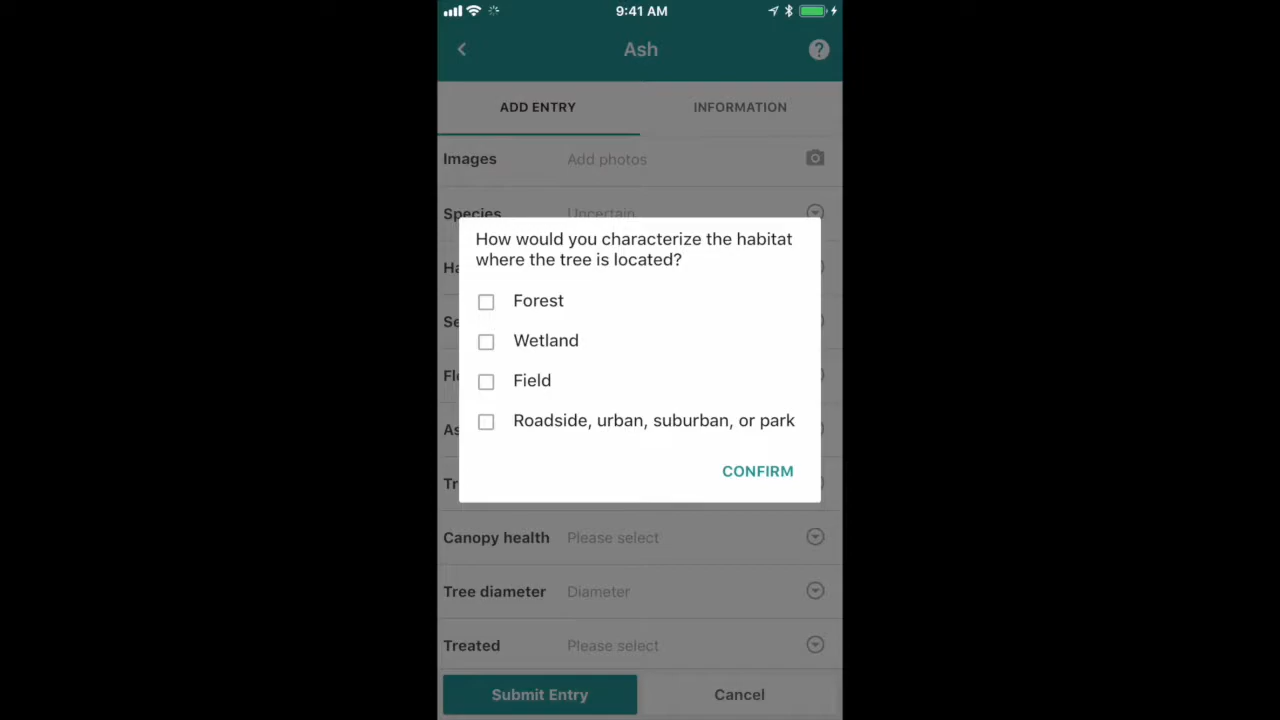 9:41 AM
Ash
ADD ENTRY INFORMATION
Images Add photos
Species Uncertain
How would you characterize the habitat
where the tree is located?
Forest
Wetland
Field
Roadside, urban, suburban, or park
CONFIRM
Canopy health Please select
Tree diameter Diameter
Treated Please select
Submit Entry Cancel